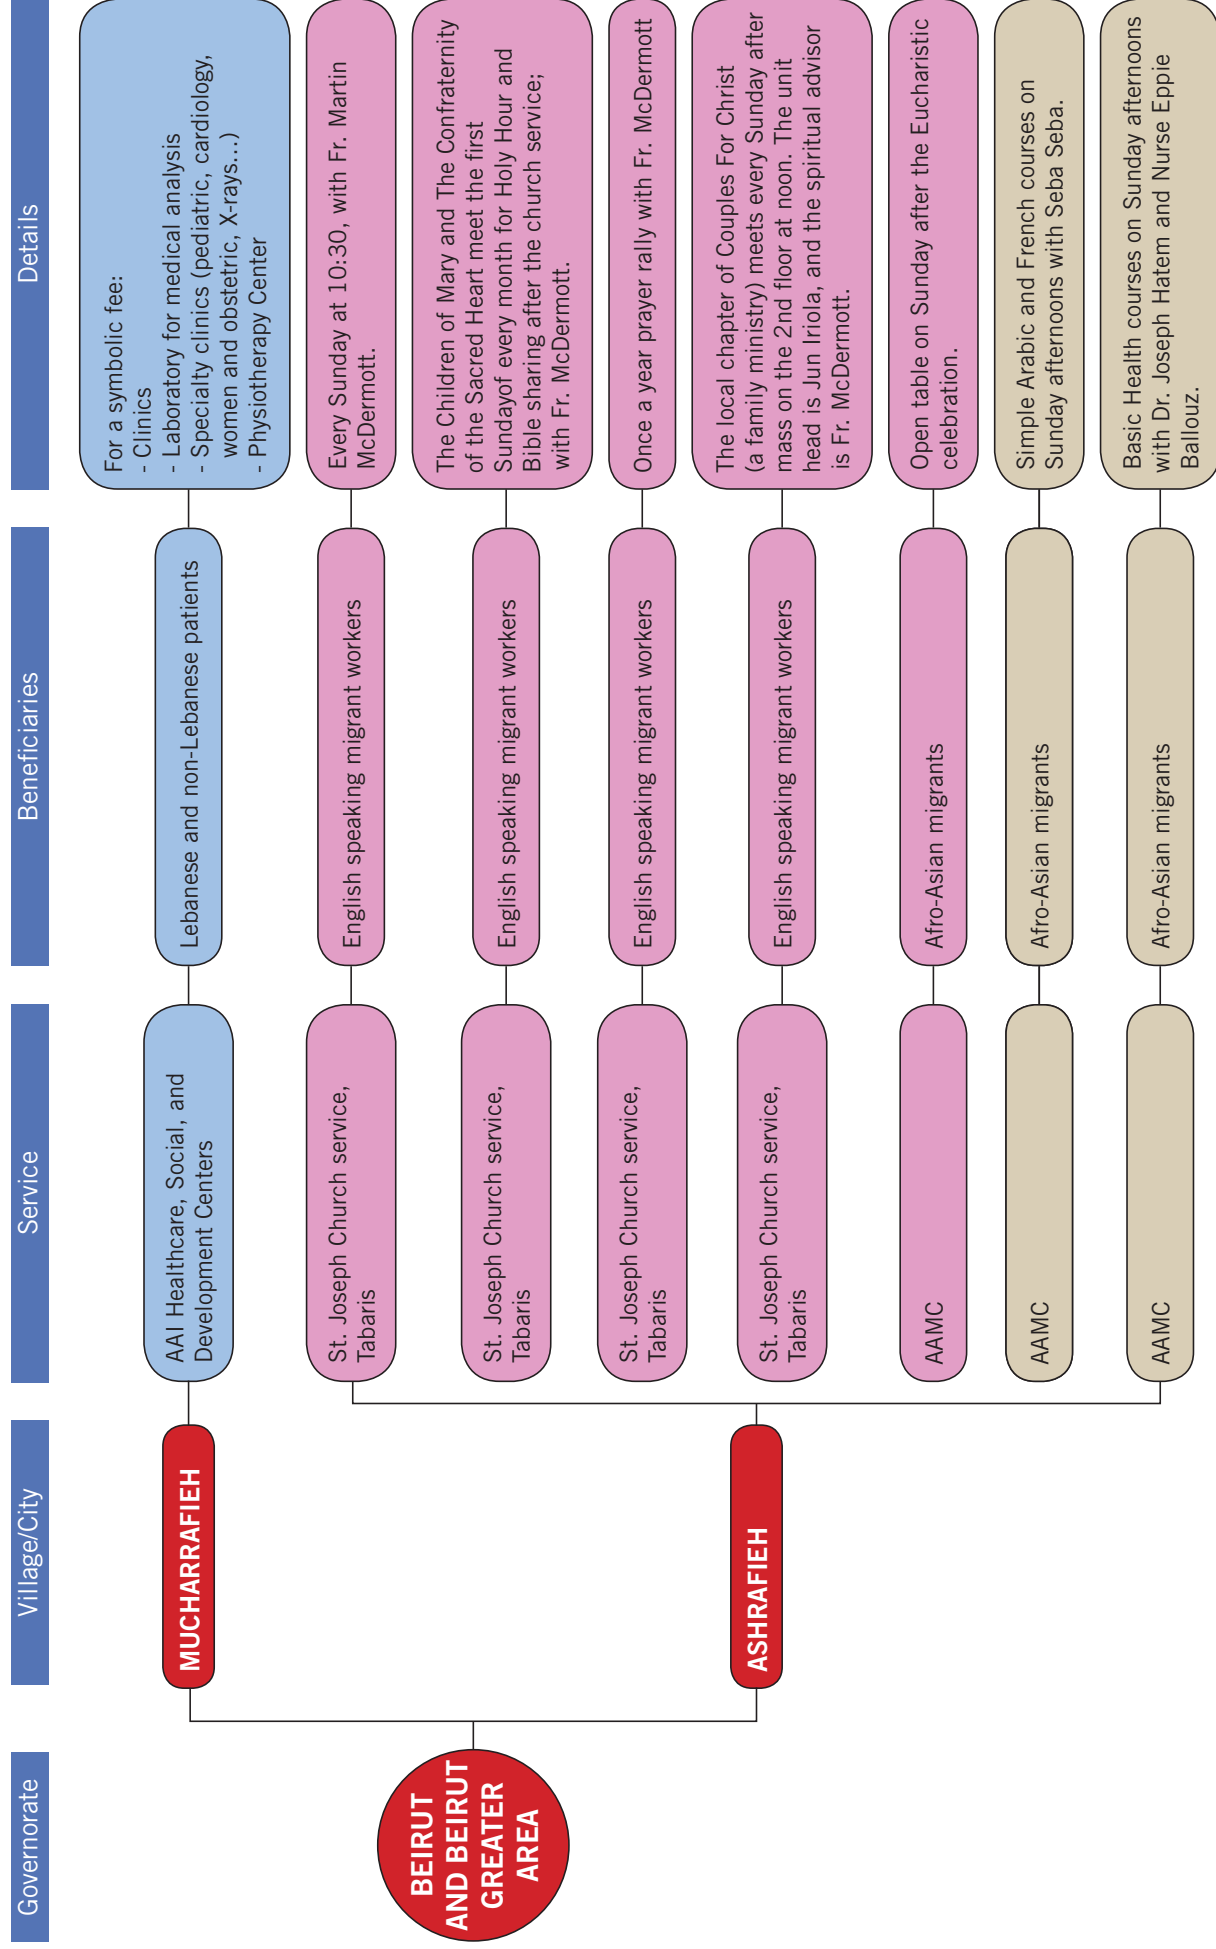 Governorate
Village/City
Service
Beneficiaries
Details
BEIRUT
AND BEIRUT
GREATER
AREA
MUCHARRAFIEH
AAI Healthcare, Social, and
Development Centers
Lebanese and non-Lebanese patients
For a symbolic fee:
- Clinics
- Laboratory for medical analysis
- Specialty clinics (pediatric, cardiology,
women and obstetric, X-rays...)
- Physiotherapy Center
ASHRAFIEH
St. Joseph Church service,
Tabaris
English speaking migrant workers
Every Sunday at 10:30, with Fr. Martin
McDermott.
St. Joseph Church service,
Tabaris
English speaking migrant workers
The Children of Mary and The Confraternity
of the Sacred Heart meet the first
Sundayof every month for Holy Hour and
Bible sharing after the church service;
with Fr. McDermott.
St. Joseph Church service,
Tabaris
English speaking migrant workers
Once a year prayer rally with Fr. McDermott
St. Joseph Church service,
Tabaris
English speaking migrant workers
The local chapter of Couples For Christ
(a family ministry) meets every Sunday after
mass on the 2nd floor at noon. The unit
head is Jun Iriola, and the spiritual advisor
is Fr. McDermott.
AAMC
Afro-Asian migrants
Open table on Sunday after the Eucharistic
celebration.
AAMC
Afro-Asian migrants
Simple Arabic and French courses on
Sunday afternoons with Seba Seba.
AAMC
Afro-Asian migrants
Basic Health courses on Sunday afternoons
with Dr. Joseph Hatem and Nurse Eppie
Ballouz.